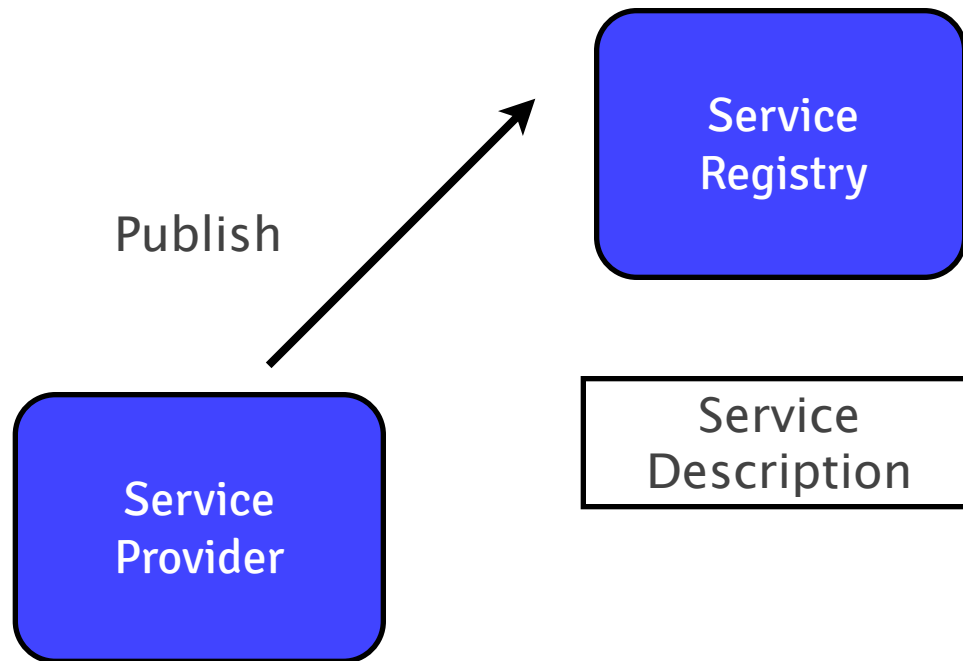 Service
Registry
Publish
Service
Description
Service
Provider